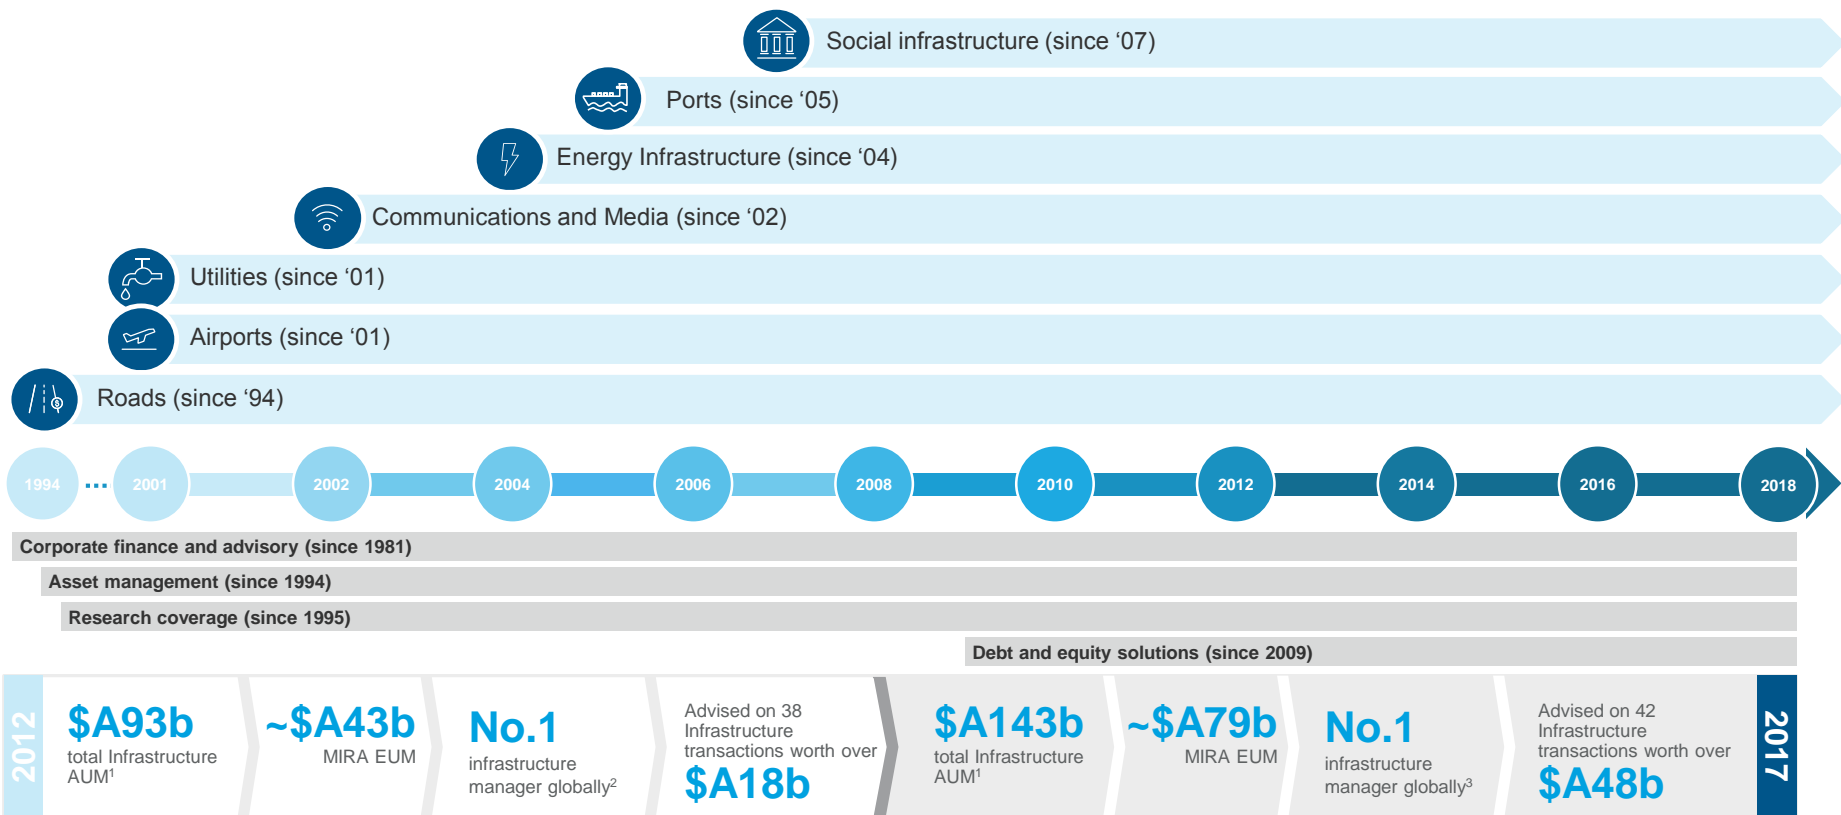 Social infrastructure (since ‘07)
Ports (since ‘05)
Energy Infrastructure (since ‘04)
Communications and Media (since ‘02)
Utilities (since ‘01)
Airports (since ‘01)
Roads (since ‘94)
1994 ... 2001 2002 2004 2006 2008 2010 2012 2014 2016 2018
Corporate finance and advisory (since 1981)
Asset management (since 1994)
Research coverage (since 1995)
Debt and equity solutions (since 2009)
2012
$A93b
total Infrastructure
AUM¹
~$A43b
MIRA EUM
No.1
infrastructure
manager globally²
Advised on 38
Infrastructure
transactions worth over
$A18b
$A143b
total Infrastructure
AUM¹
~$A79b
MIRA EUM
No.1
infrastructure
manager globally³
Advised on 42
Infrastructure
transactions worth over
$A48b
2017